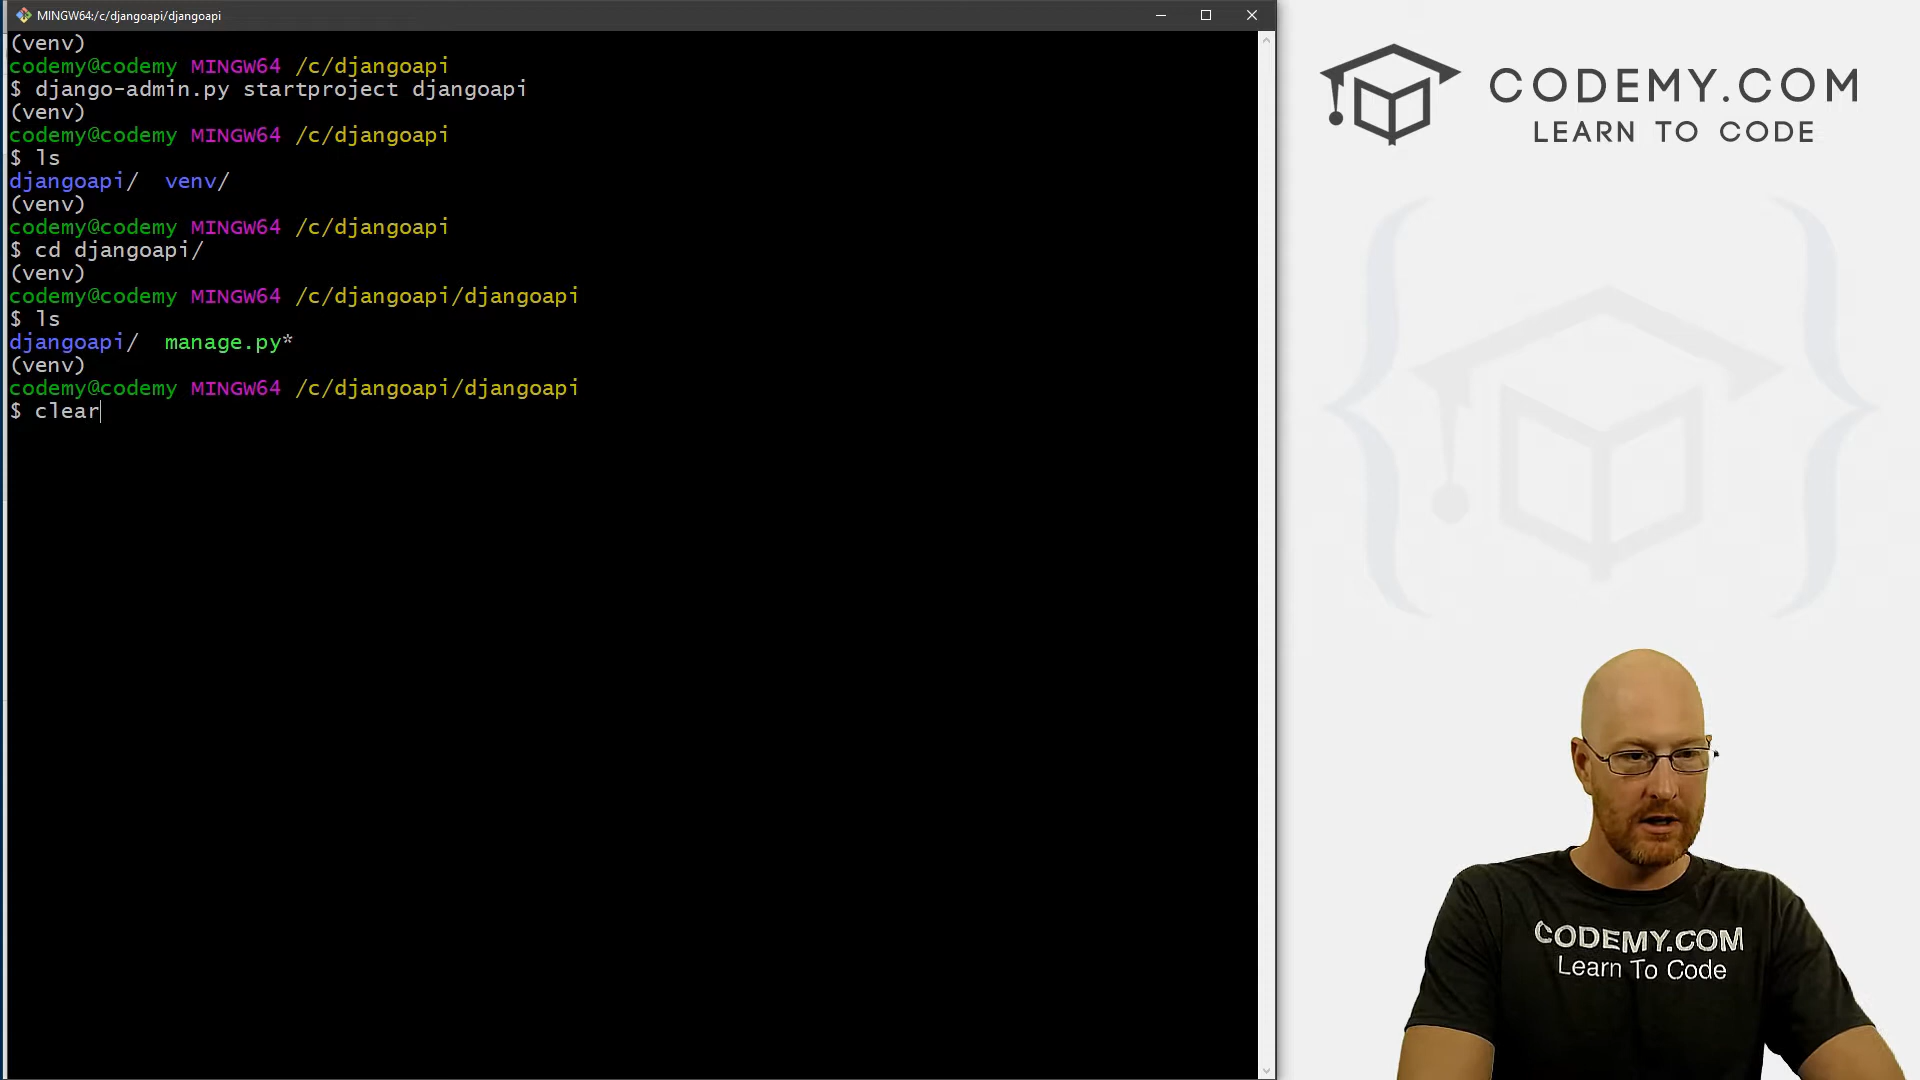 MINGW64:/c/djangoapi/djangoapi
(venv)
codemy@codemy MINGW64 /c/djangoapi
$ django-admin.py startproject djangoapi
(venv)
codemy@codemy MINGW64 /c/djangoapi
$ ls
djangoapi/  venv/
(venv)
codemy@codemy MINGW64 /c/djangoapi
$ cd djangoapi/
(venv)
codemy@codemy MINGW64 /c/djangoapi/djangoapi
$ ls
djangoapi/  manage.py*
(venv)
codemy@codemy MINGW64 /c/djangoapi/djangoapi
$ clear
CODEMY.COM
LEARN TO CODE
CODEMY.COM
Learn To Code